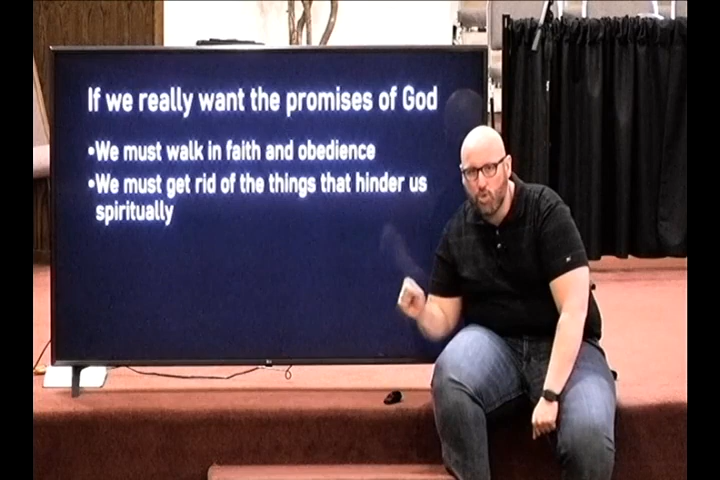 If we really want the promises of God
•We must walk in faith and obedience
•We must get rid of the things that hinder us
spiritually